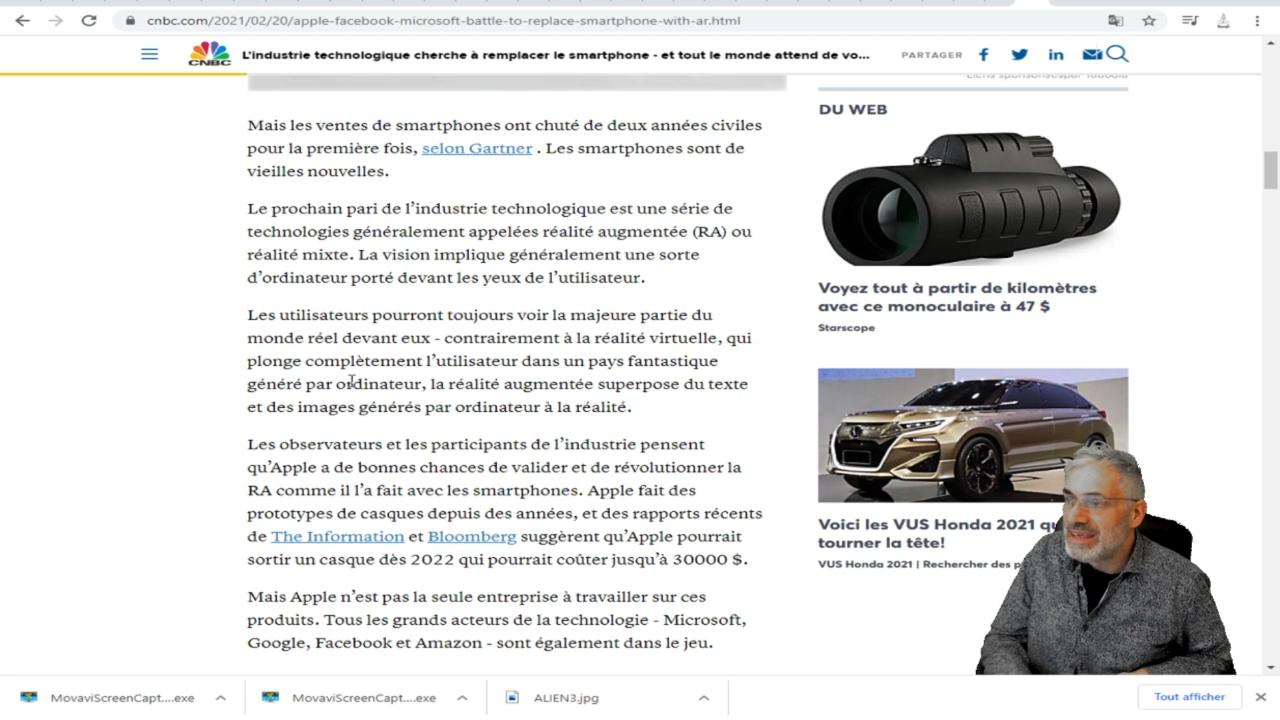 cnbc.com/2021/02/20/apple-facebook-microsoft-battle-to-replace-smartphone-with-ar.html
CNBC
L'industrie technologique cherche à remplacer le smartphone - et tout le monde attend de vo...
PARTAGER
Liens sponsorisés par Taboola
Mais les ventes de smartphones ont chuté de deux années civiles
pour la première fois, selon Gartner . Les smartphones sont de
vieilles nouvelles.
Le prochain pari de l'industrie technologique est une série de
technologies généralement appelées réalité augmentée (RA) ou
réalité mixte. La vision implique généralement une sorte
d'ordinateur porté devant les yeux de l'utilisateur.
Les utilisateurs pourront toujours voir la majeure partie du
monde réel devant eux - contrairement à la réalité virtuelle, qui
plonge complètement l'utilisateur dans un pays fantastique
généré par ordinateur, la réalité augmentée superpose du texte
et des images générés par ordinateur à la réalité.
Les observateurs et les participants de l'industrie pensent
qu'Apple a de bonnes chances de valider et de révolutionner la
RA comme il l'a fait avec les smartphones. Apple fait des
prototypes de casques depuis des années, et des rapports récents
de The Information et Bloomberg suggèrent qu'Apple pourrait
sortir un casque dès 2022 qui pourrait coûter jusqu'à 30000 $.
Mais Apple n'est pas la seule entreprise à travailler sur ces
produits. Tous les grands acteurs de la technologie - Microsoft,
Google, Facebook et Amazon - sont également dans le jeu.
DU WEB
Voyez tout à partir de kilomètres
avec ce monoculaire à 47 $
Starscope
Voici les VUS Honda 2021 qu
tourner la tête!
VUS Honda 2021 | Rechercher des p
MovaviScreenCapt....exe
MovaviScreenCapt....exe
ALIEN3.jpg
Tout afficher